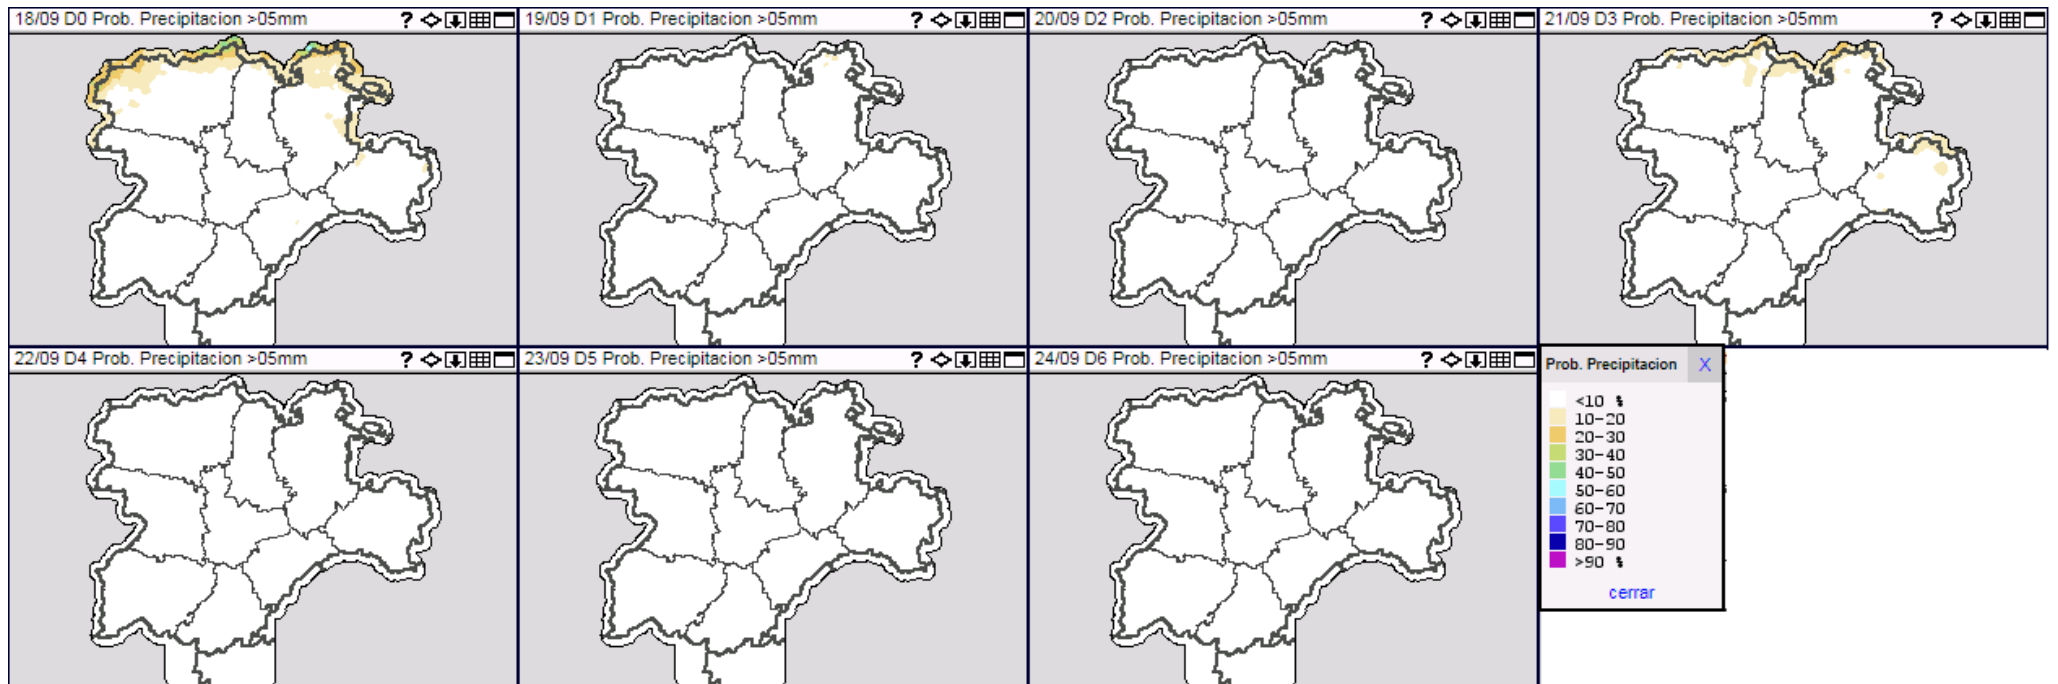 18/09 D0 Prob. Precipitacion >05mm ?
19/09 D1 Prob. Precipitacion >05mm ?
20/09 D2 Prob. Precipitacion >05mm ?
21/09 D3 Prob. Precipitacion >05mm ?
22/09 D4 Prob. Precipitacion >05mm ?
23/09 D5 Prob. Precipitacion >05mm ?
24/09 D6 Prob. Precipitacion >05mm ?
Prob. Precipitacion X
<10 %
10-20
20-30
30-40
40-50
50-60
60-70
70-80
80-90
>90 %
cerrar